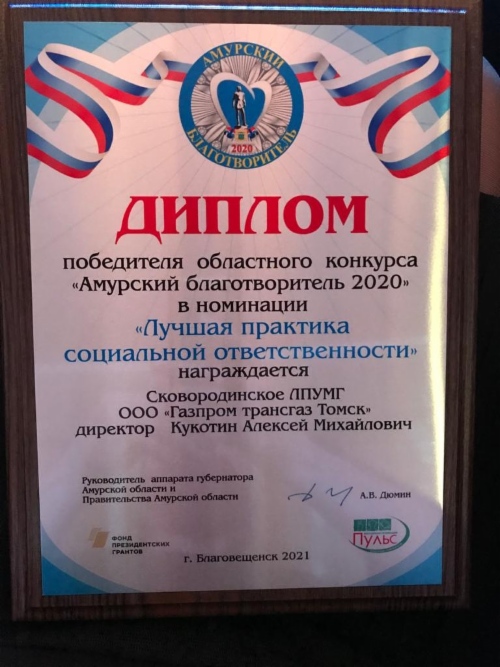 АМУРСКИЙ
2020
БЛАГОТВОРИТЕЛЬ
ДИПЛОМ
победителя областного конкурса
«Амурский благотворитель 2020»
в номинации
«Лучшая практика
социальной ответственности»
награждается
Сковородинское ЛПУМГ
ООО «Газпром трансгаз Томск»
директор Кукотин Алексей Михайлович
Руководитель аппарата губернатора
Амурской области и
Правительства Амурской области
А.В. Дюмин
ФОНД
ПРЕЗИДЕНТСКИХ
ГРАНТОВ
Пульс
г. Благовещенск 2021